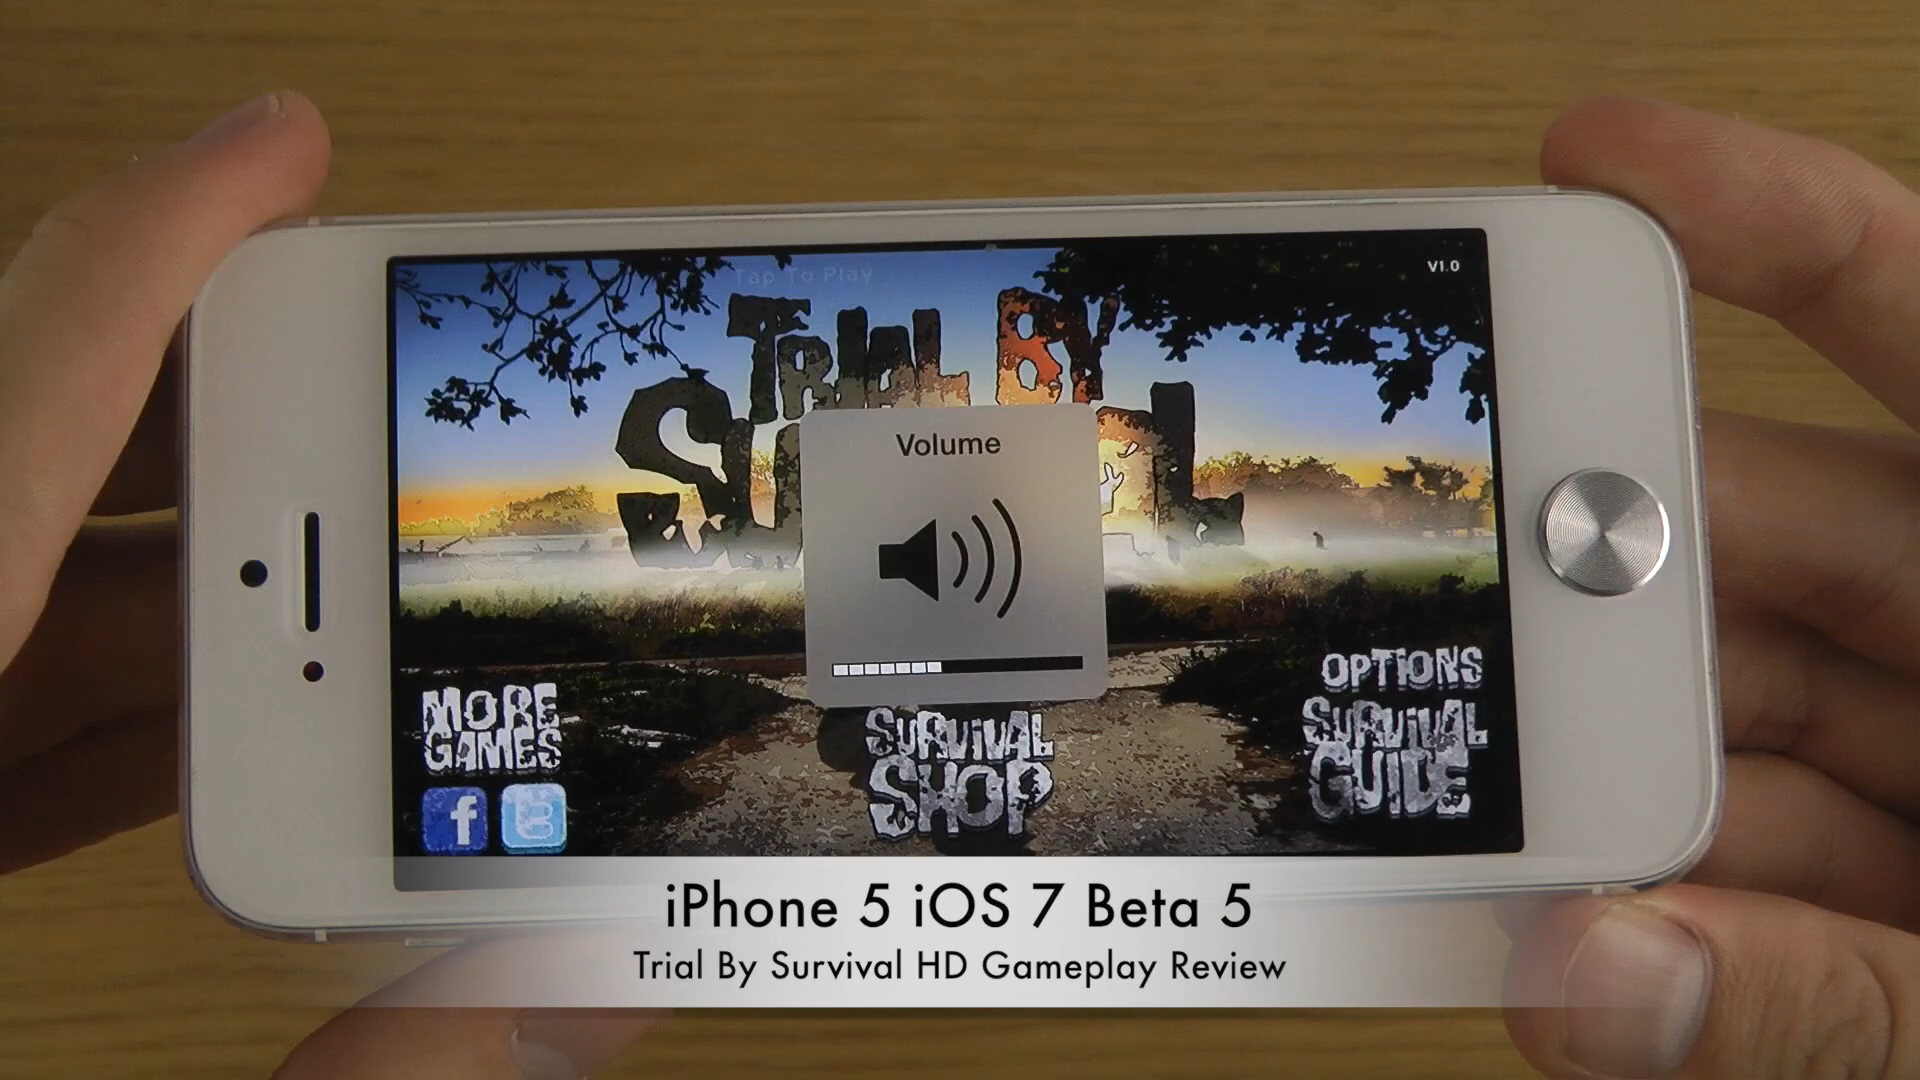 Tap To Play
V1.0
TRIAL BY
Volume
MORE
GAMES
SURVIVAL
SHOP
OPTIONS
SURVIVAL
GUIDE
iPhone 5 iOS 7 Beta 5
Trial By Survival HD Gameplay Review